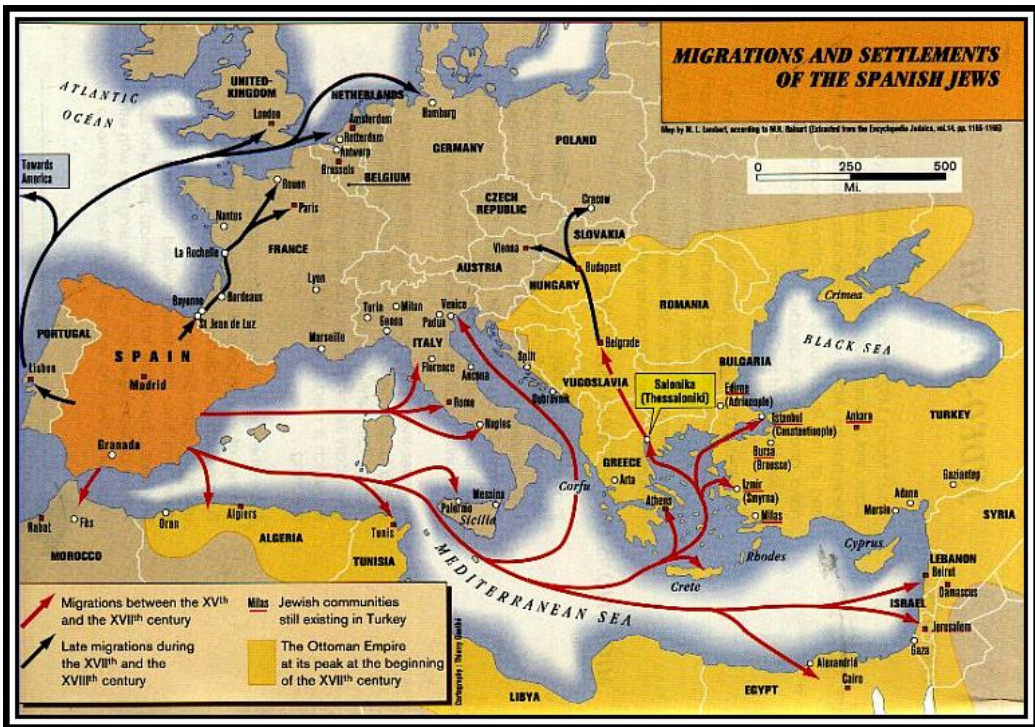 MIGRATIONS AND SETTLEMENTS
OF THE SPANISH JEWS
Map by M. L. Lambert, according to M.H. Balsart (Extracted from the Encyclopedia Judaica, vol.14, pp. 1165-1166)
0 250 500
Mi.
ATLANTIC
OCÉAN
UNITED-
KINGDOM
London
NETHERLANDS
Amsterdam
Rotterdam
Antwerp
Brussels
BELGIUM
Hamburg
GERMANY
POLAND
Towards
America
Rouen
Paris
Nantes
FRANCE
La Rochelle
Lyon
CZECH
REPUBLIC
Cracow
SLOVAKIA
Vienna
AUSTRIA
Budapest
HUNGARY
ROMANIA
Crimea
Bayonne
Bordeaux
St Jean de Luz
Turin
Milan
Venice
Padua
Genoa
ITALY
Marseille
Florence
Ancona
Split
Dubrovnik
YUGOSLAVIA
Belgrade
BULGARIA
BLACK SEA
PORTUGAL
Lisbon
SPAIN
Madrid
Granada
Rome
Naples
Salonika
(Thessaloniki)
Edirne
(Adrianople)
Istanbul
(Constantinople)
Bursa
(Brousse)
Ankara
TURKEY
GREECE
Arta
Corfu
Athens
Izmir
(Smyrna)
Milas
Gaziantep
Adana
Mersin
SYRIA
Messina
Palermo
Sicilia
Rhodes
Crete
Cyprus
LEBANON
Beirut
Damascus
ISRAEL
Jerusalem
Gaza
Rabat
Fès
MOROCCO
Oran
Algiers
ALGERIA
Tunis
TUNISIA
MEDITERRANEAN SEA
LIBYA
EGYPT
Alexandria
Cairo
Migrations between the XVth
and the XVIIth century
Late migrations during
the XVIIth and the
XVIIIth century
Milas
Jewish communities
still existing in Turkey
The Ottoman Empire
at its peak at the beginning
of the XVIIth century
Cartography : Thierry